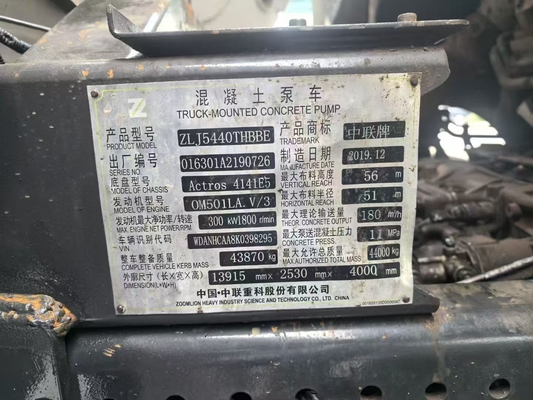 混凝土泵车
TRUCK-MOUNTED CONCRETE PUMP
产品型号 ZLJ5440THBBE 产品商标 中联牌
PRODUCT MODEL TRADEMARK
出厂编号 016301A2190726 制造日期 2019.12
SERIES NO. MANUFACTURED DATE
底盘型号 Actros 4141E5 最大布料高度 56 m
MODEL OF CHASSIS VERTICAL REACH
发动机型号 OM501LA.V/3 最大布料半径 51 m
MODEL OF ENGINE HORIZONTAL REACH
发动机最大净功率/转速 300 kW1800 r/min 最大理论输送量 180 m³/h
MAX. ENGINE NET POWER/RPM THEORETICAL OUTPUT
车辆识别代号 WDANHCAA8K0398295 最大泵送混凝土压力 11 MPa
VIN CONCRETE PRESS.
整车整备质量 43870 kg 最大允许总质量 44000 kg
COMPLETE VEHICLE KERB MASS MAX AUTHORIZED TOTAL MASS
外廓尺寸(长×宽×高) 13915 mm× 2530 mm× 4000 mm
DIMENSION(L×W×H)
中国·中联重科股份有限公司
ZOOMLION HEAVY INDUSTRY SCIENCE AND TECHNOLOGY CO., LTD. CHINA